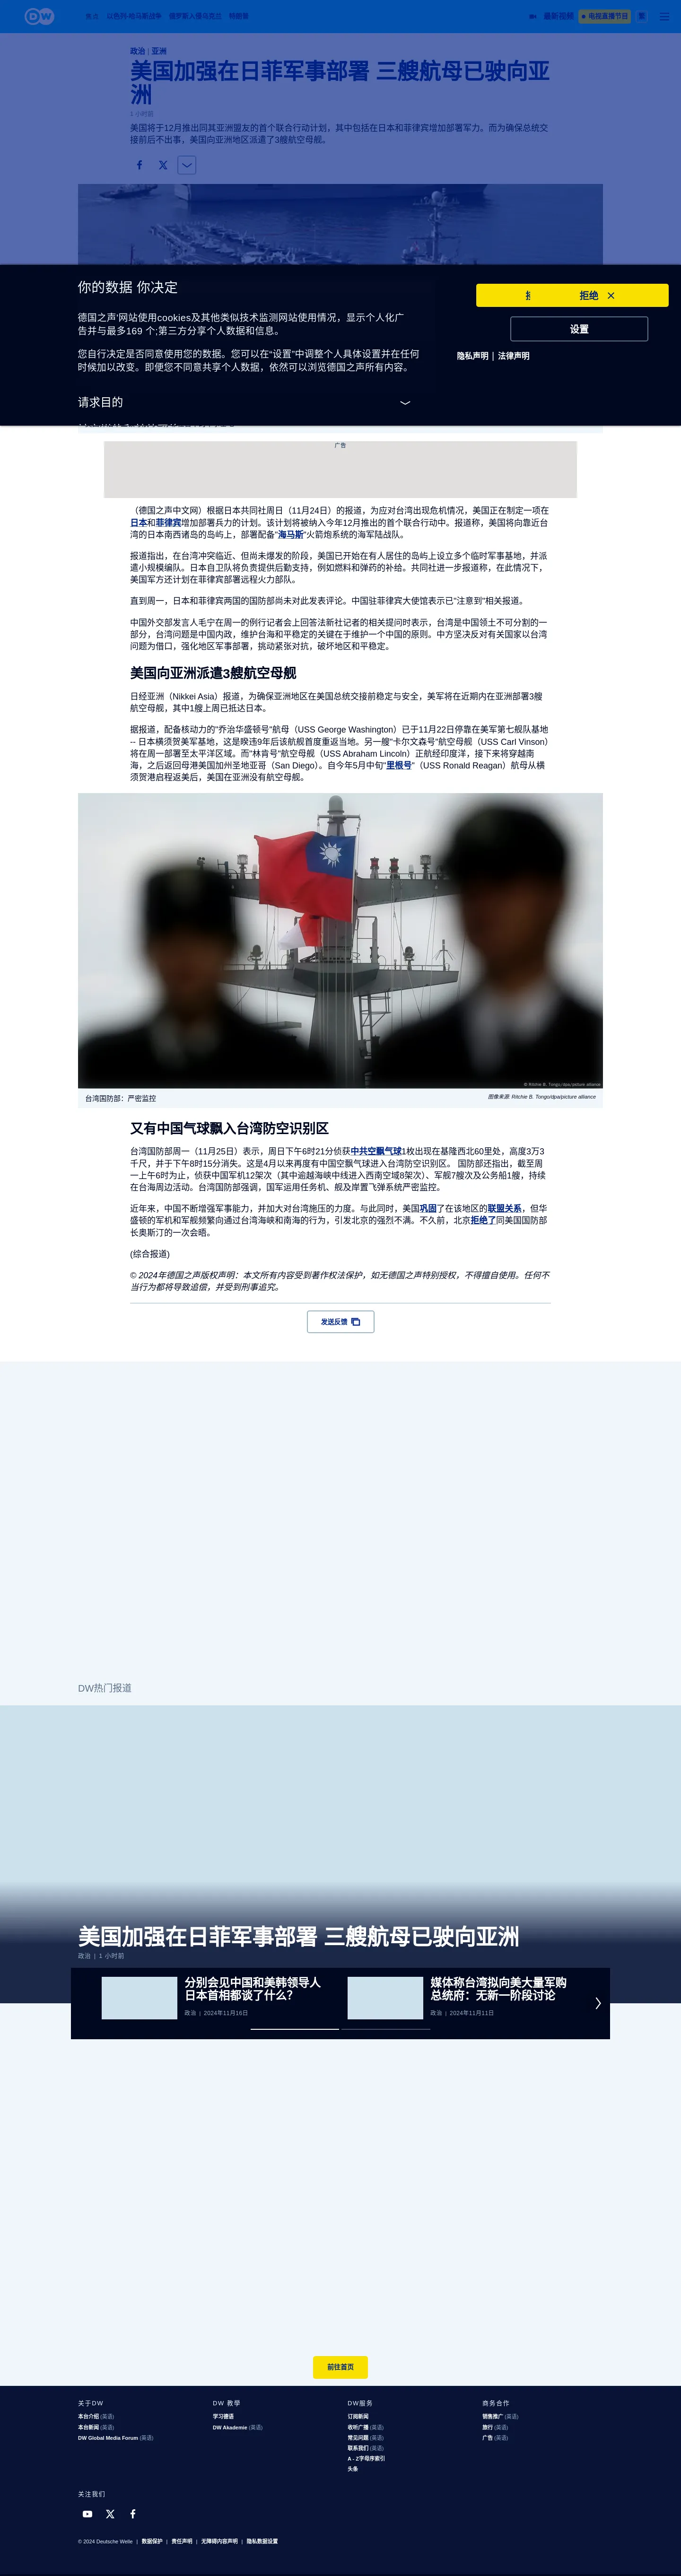 DW
焦点 以色列-哈马斯战争 俄罗斯入侵乌克兰
最新视频 电视直播节目 繁
政治 | 亚洲
美国加强在日菲军事部署 三艘航母已驶向亚
洲
1 小时前
美国将于12月推出同其亚洲盟友的首个联合行动计划，其中包括在日本和菲律宾增加部署军力。而为确保总统交
接前后不出事，美国向亚洲地区派遣了3艘航空母舰。
你的数据 你决定
拒绝
德国之声'网站使用cookies及其他类似技术监测网站使用情况，显示个人化广
告并与最多169 个;第三方分享个人数据和信息。
设置
您自行决定是否同意使用您的数据。您可以在“设置”中调整个人具体设置并在任何
时候加以改变。即便您不同意共享个人数据，依然可以浏览德国之声所有内容。
隐私声明 | 法律声明
请求目的
广告
（德国之声中文网）根据日本共同社周日（11月24日）的报道，为应对台湾出现危机情况，美国正在制定一项在
日本和菲律宾增加部署兵力的计划。该计划将被纳入今年12月推出的首个联合行动中。报道称，美国将向靠近台
湾的日本南西诸岛的岛屿上，部署配备"海马斯"火箭炮系统的海军陆战队。
报道指出，在台湾冲突临近、但尚未爆发的阶段，美国已开始在有人居住的岛屿上设立多个临时军事基地，并派
遣小规模编队。日本自卫队将负责提供后勤支持，例如燃料和弹药的补给。共同社进一步报道称，在此情况下，
美国军方还计划在菲律宾部署远程火力部队。
直到周一，日本和菲律宾两国的国防部尚未对此发表评论。中国驻菲律宾大使馆表示已"注意到"相关报道。
中国外交部发言人毛宁在周一的例行记者会上回答法新社记者的相关提问时表示，台湾是中国领土不可分割的一
部分，台湾问题是中国内政，维护台海和平稳定的关键在于维护一个中国的原则。中方坚决反对有关国家以台湾
问题为借口，强化地区军事部署，挑动紧张对抗，破坏地区和平稳定。
美国向亚洲派遣3艘航空母舰
日经亚洲（Nikkei Asia）报道，为确保亚洲地区在美国总统交接前稳定与安全，美军将在近期内在亚洲部署3艘
航空母舰，其中1艘上周已抵达日本。
据报道，配备核动力的"乔治华盛顿号"航母（USS George Washington）已于11月22日停靠在美军第七舰队基地
-- 日本横须贺美军基地，这是暌违9年后该航舰首度重返当地。另一艘"卡尔文森号"航空母舰（USS Carl Vinson）
将在周一部署至太平洋区域。而"林肯号"航空母舰（USS Abraham Lincoln）正航经印度洋，接下来将穿越南
海，之后返回母港美国加州圣地亚哥（San Diego）。自今年5月中旬"里根号"（USS Ronald Reagan）航母从横
须贺港启程返美后，美国在亚洲没有航空母舰。
© Ritchie B. Tongo/dpa/picture alliance
台湾国防部：严密监控
图像来源: Ritchie B. Tongo/dpa/picture alliance
又有中国气球飘入台湾防空识别区
台湾国防部周一（11月25日）表示，周日下午6时21分侦获中共空飘气球1枚出现在基隆西北60里处，高度3万3
千尺，并于下午8时15分消失。这是4月以来再度有中国空飘气球进入台湾防空识别区。 国防部还指出，截至周
一上午6时为止，侦获中国军机12架次（其中逾越海峡中线进入西南空域8架次）、军舰7艘次及公务船1艘，持续
在台海周边活动。台湾国防部强调，国军运用任务机、舰及岸置飞弹系统严密监控。
近年来，中国不断增强军事能力，并加大对台湾施压的力度。与此同时，美国巩固了在该地区的联盟关系，但华
盛顿的军机和军舰频繁向通过台湾海峡和南海的行为，引发北京的强烈不满。不久前，北京拒绝了同美国国防部
长奥斯汀的一次会晤。
(综合报道)
© 2024年德国之声版权声明：本文所有内容受到著作权法保护，如无德国之声特别授权，不得擅自使用。任何不
当行为都将导致追偿，并受到刑事追究。
发送反馈
DW热门报道
美国加强在日菲军事部署 三艘航母已驶向亚洲
政治 | 1 小时前
分别会见中国和美韩领导人
日本首相都谈了什么？
政治 | 2024年11月16日
媒体称台湾拟向美大量军购
总统府：无新一阶段讨论
政治 | 2024年11月11日
前往首页
关于DW
本台介绍 (英语)
本台新闻 (英语)
DW Global Media Forum (英语)
DW 教学
学习德语
DW Akademie (英语)
DW服务
订阅新闻
收听广播 (英语)
常见问题 (英语)
联系我们 (英语)
A - Z字母序索引
头条
商务合作
销售推广 (英语)
旅行 (英语)
广告 (英语)
关注我们
© 2024 Deutsche Welle | 数据保护 | 责任声明 | 无障碍内容声明 | 隐私数据设置